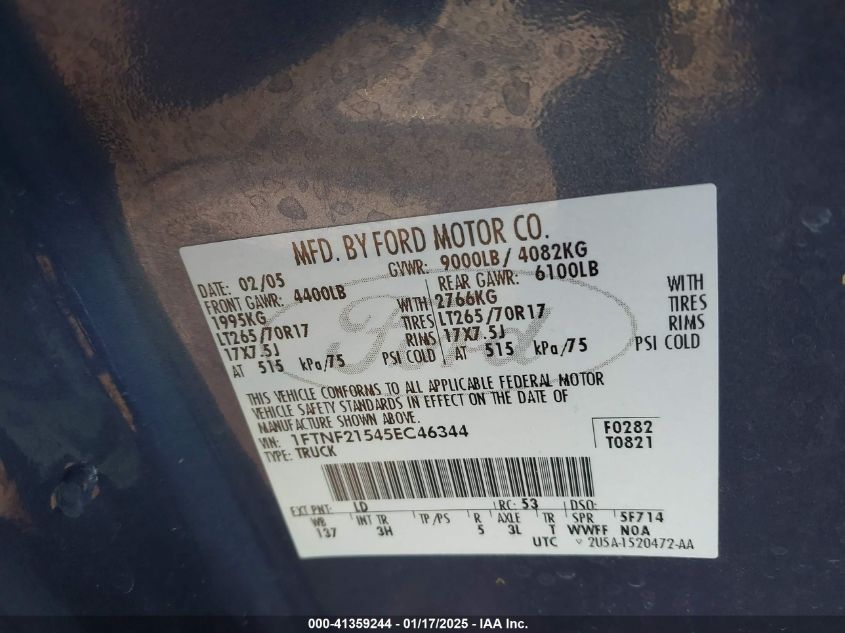 MFD. BY FORD MOTOR CO.
DATE: 02/05 GVWR: 9000LB / 4082KG
FRONT GAWR: 4400LB REAR GAWR: 6100LB
1995KG WITH 2766KG WITH
LT265/70R17 TIRES LT265/70R17 TIRES
17X7.5J RIMS 17X7.5J RIMS
AT 515 kPa/75 PSI COLD AT 515 kPa/75 PSI COLD
Ford
THIS VEHICLE CONFORMS TO ALL APPLICABLE FEDERAL MOTOR
VEHICLE SAFETY STANDARDS IN EFFECT ON THE DATE OF
MANUFACTURE SHOWN ABOVE.
VIN: 1FTNF21545EC46344 F0282
TYPE: TRUCK T0821
EXT PNT: LD RC: 53 DSO:
WB INT TR TP/PS R AXLE TR SPR 5F714
137 3H 5 3L T WWFF N0A
UTC 2U5A-1520472-AA
000-41359244 - 01/17/2025 - IAA Inc.